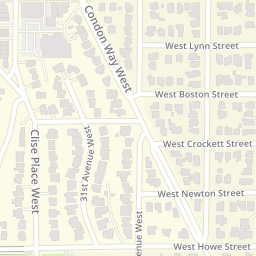 Condon Way West
West Lynn Street
West Boston Street
31st Avenue West
West Crockett Street
Clise Place West
West Newton Street
enue West
West Howe Street